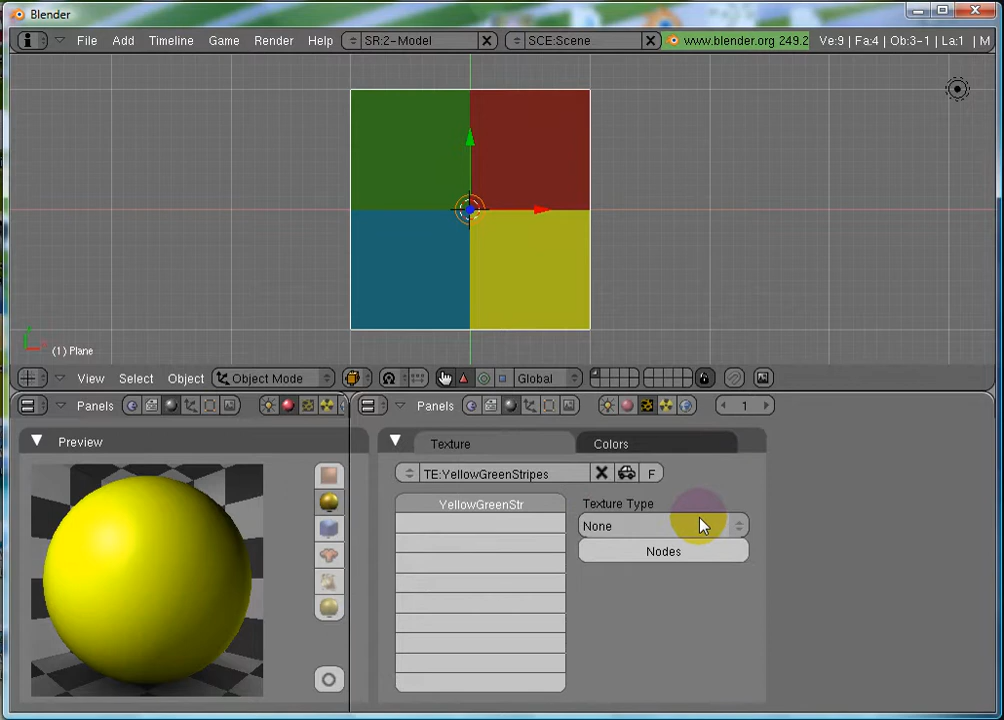 Blender
File Add Timeline Game Render Help SR:2-Model SCE:Scene www.blender.org 249.2 Ve:9 | Fa:4 | Ob:3-1 | La:1 | M
(1) Plane
View Select Object Object Mode Global
Panels
Panels 1
Preview
Texture Colors
TE:YellowGreenStripes F
YellowGreenStr
Texture Type
None
Nodes